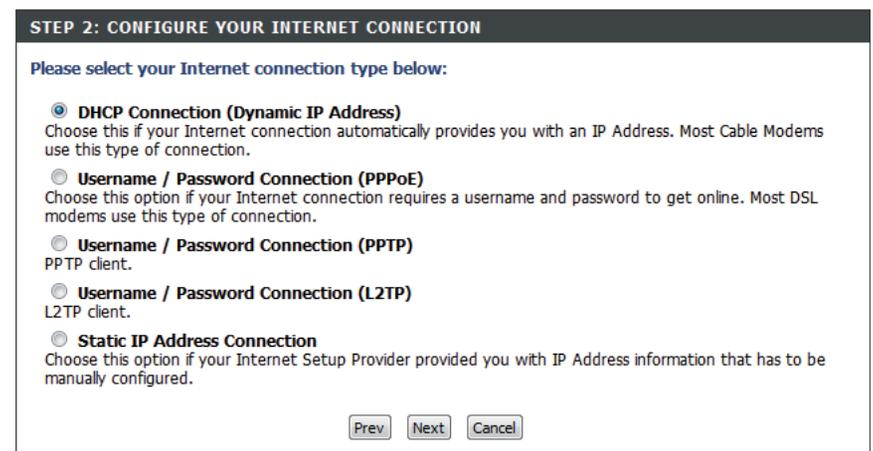 STEP 2: CONFIGURE YOUR INTERNET CONNECTION
Please select your Internet connection type below:
DHCP Connection (Dynamic IP Address)
Choose this if your Internet connection automatically provides you with an IP Address. Most Cable Modems
use this type of connection.
Username / Password Connection (PPPoE)
Choose this option if your Internet connection requires a username and password to get online. Most DSL
modems use this type of connection.
Username / Password Connection (PPTP)
PPTP client.
Username / Password Connection (L2TP)
L2TP client.
Static IP Address Connection
Choose this option if your Internet Setup Provider provided you with IP Address information that has to be
manually configured.
Prev Next Cancel